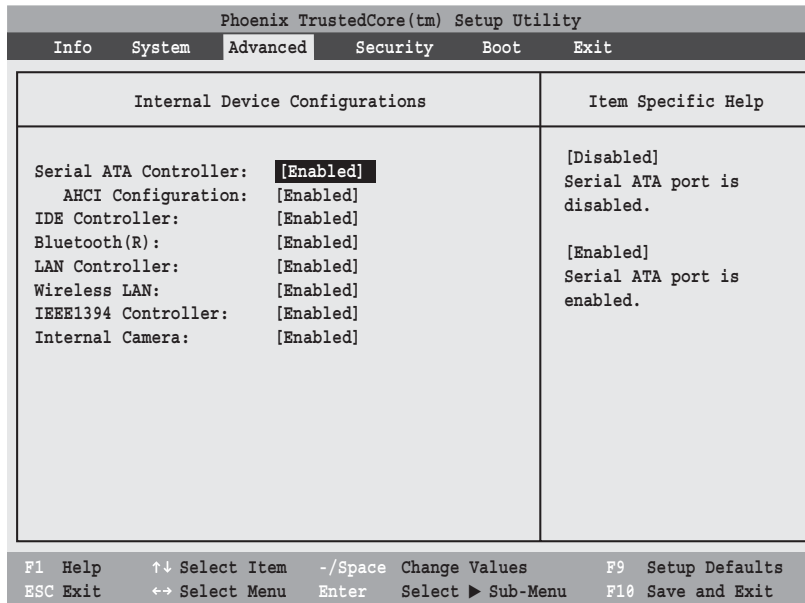 Phoenix TrustedCore(tm) Setup Utility
Info System Advanced Security Boot Exit
Internal Device Configurations
Serial ATA Controller: [Enabled]
AHCI Configuration: [Enabled]
IDE Controller: [Enabled]
Bluetooth(R): [Enabled]
LAN Controller: [Enabled]
Wireless LAN: [Enabled]
IEEE1394 Controller: [Enabled]
Internal Camera: [Enabled]
Item Specific Help
[Disabled]
Serial ATA port is
disabled.
[Enabled]
Serial ATA port is
enabled.
F1 Help ↑↓ Select Item -/Space Change Values F9 Setup Defaults
ESC Exit ←→ Select Menu Enter Select ▶ Sub-Menu F10 Save and Exit